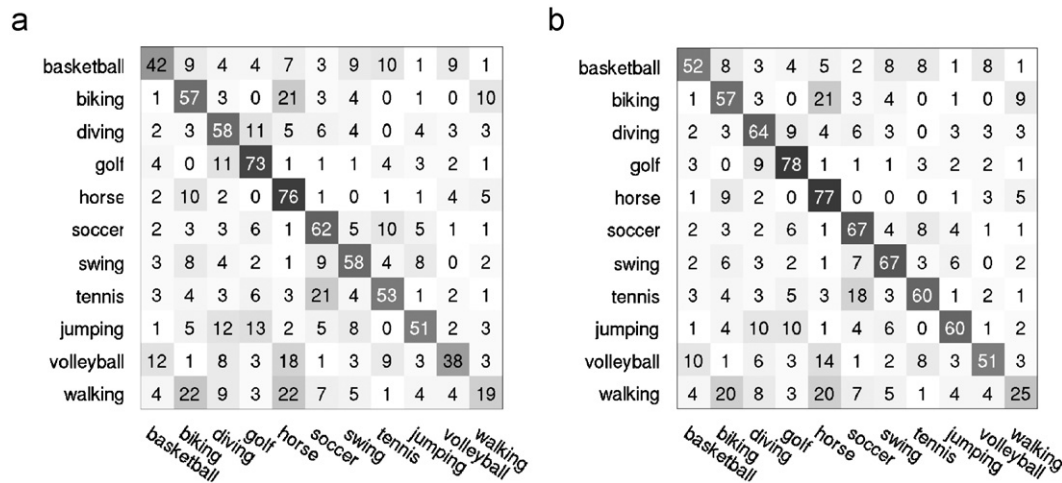 a
basketball 42 9 4 4 7 3 9 10 1 9 1
biking 1 57 3 0 21 3 4 0 1 0 10
diving 2 3 58 11 5 6 4 0 4 3 3
golf 4 0 11 73 1 1 1 4 3 2 1
horse 2 10 2 0 76 1 0 1 1 4 5
soccer 2 3 3 6 1 62 5 10 5 1 1
swing 3 8 4 2 1 9 58 4 8 0 2
tennis 3 4 3 6 3 21 4 53 1 2 1
jumping 1 5 12 13 2 5 8 0 51 2 3
volleyball 12 1 8 3 18 1 3 9 3 38 3
walking 4 22 9 3 22 7 5 1 4 4 19
basketball biking diving golf horse soccer swing tennis jumping volleyball walking
b
basketball 52 8 3 4 5 2 8 8 1 8 1
biking 1 57 3 0 21 3 4 0 1 0 9
diving 2 3 64 9 4 6 3 0 3 3 3
golf 3 0 9 78 1 1 1 3 2 2 1
horse 1 9 2 0 77 0 0 0 1 3 5
soccer 2 3 2 6 1 67 4 8 4 1 1
swing 2 6 3 2 1 7 67 3 6 0 2
tennis 3 4 3 5 3 18 3 60 1 2 1
jumping 1 4 10 10 1 4 6 0 60 1 2
volleyball 10 1 6 3 14 1 2 8 3 51 3
walking 4 20 8 3 20 7 5 1 4 4 25
basketball biking diving golf horse soccer swing tennis jumping volleyball walking